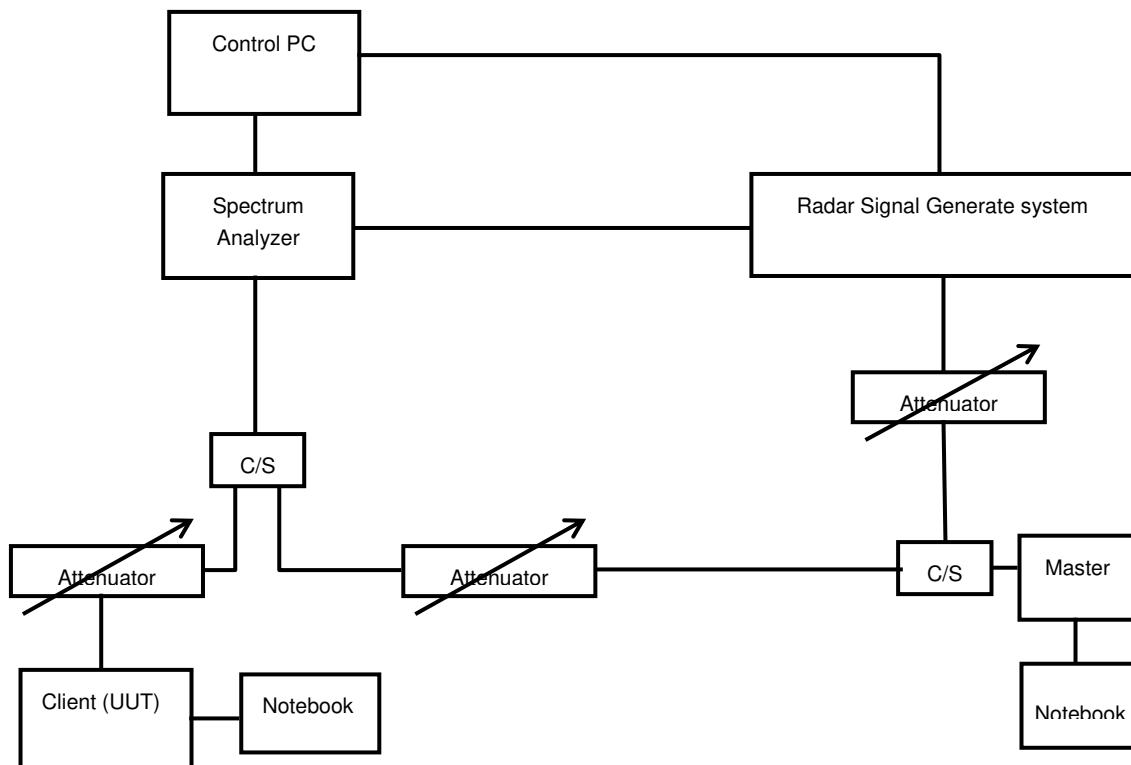 Control PC
Spectrum
Analyzer
Radar Signal Generate system
Attenuator
C/S
Attenuator
Attenuator
C/S
Master
Client (UUT)
Notebook
Notebook